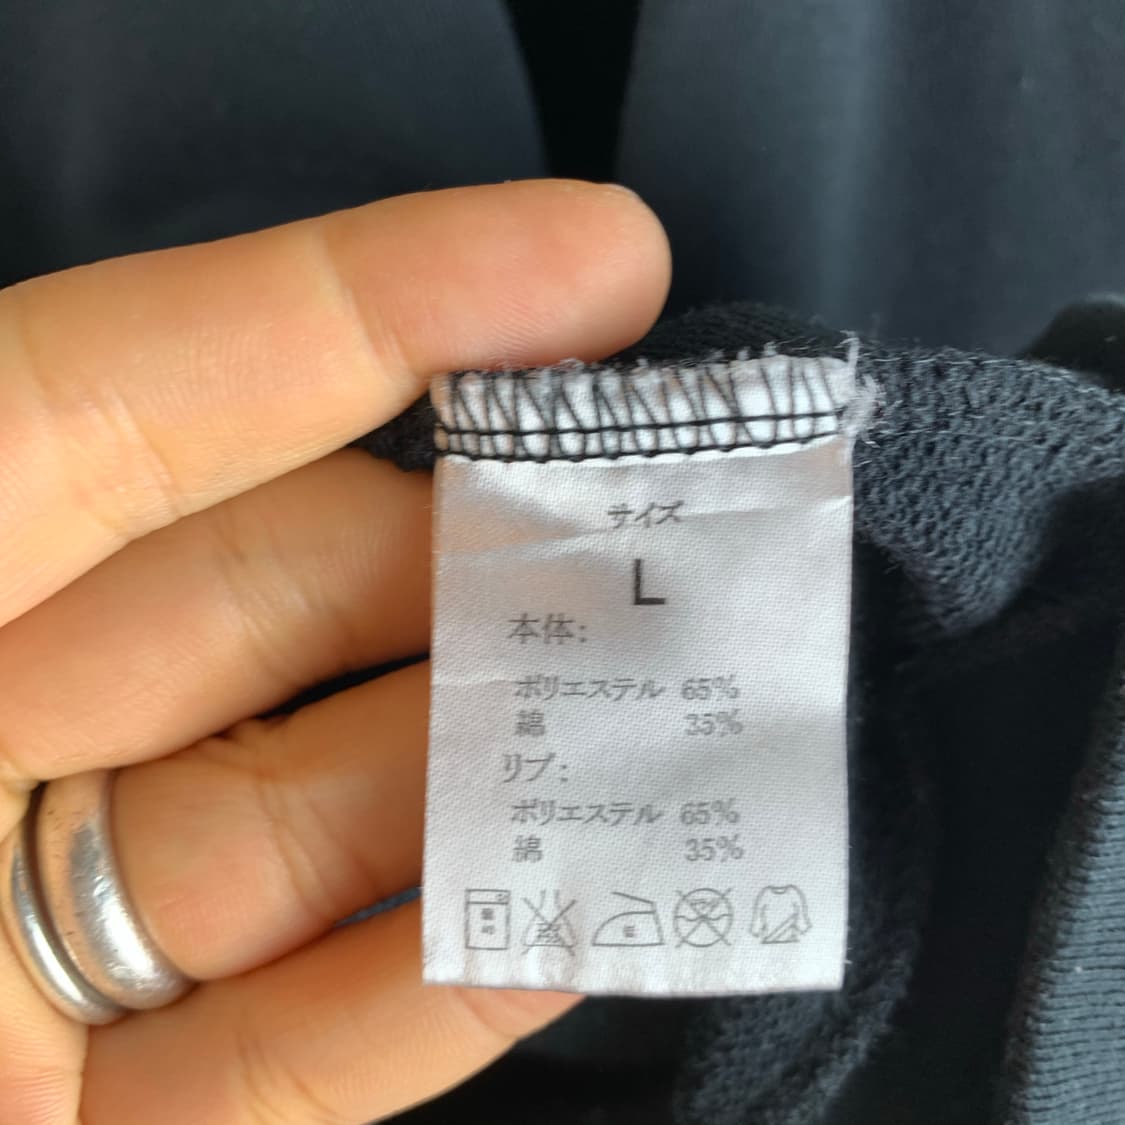 サイズ
L
本体:
ポリエステル 65%
綿 35%
リブ:
ポリエステル 65%
綿 35%